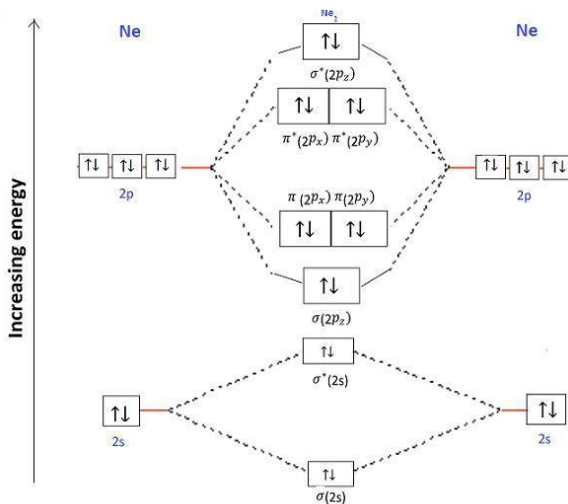 Ne₂
Ne
Ne
↑↓
σ*(2p_z)
↑↓ ↑↓
π*(2p_x) π*(2p_y)
↑↓ ↑↓ ↑↓
↑↓ ↑↓ ↑↓
2p
2p
π (2p_x) π(2p_y)
↑↓ ↑↓
↑↓
σ(2p_z)
↑↓
σ*(2s)
↑↓
↑↓
2s
2s
↑↓
σ(2s)
Increasing energy